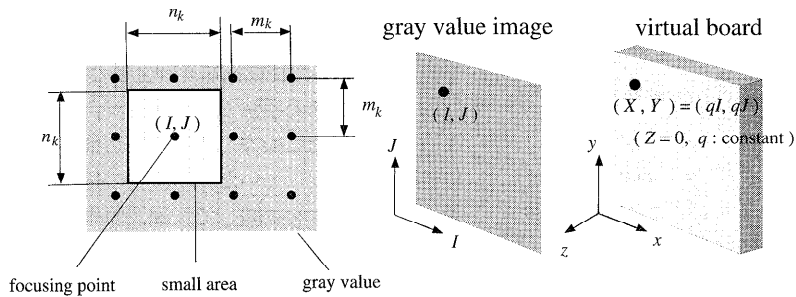 n_k
m_k
n_k
(I, J)
m_k
focusing point
small area
gray value
gray value image
(I, J)
J
I
virtual board
(X, Y) = (qI, qJ)
(Z = 0, q : constant)
y
z
x